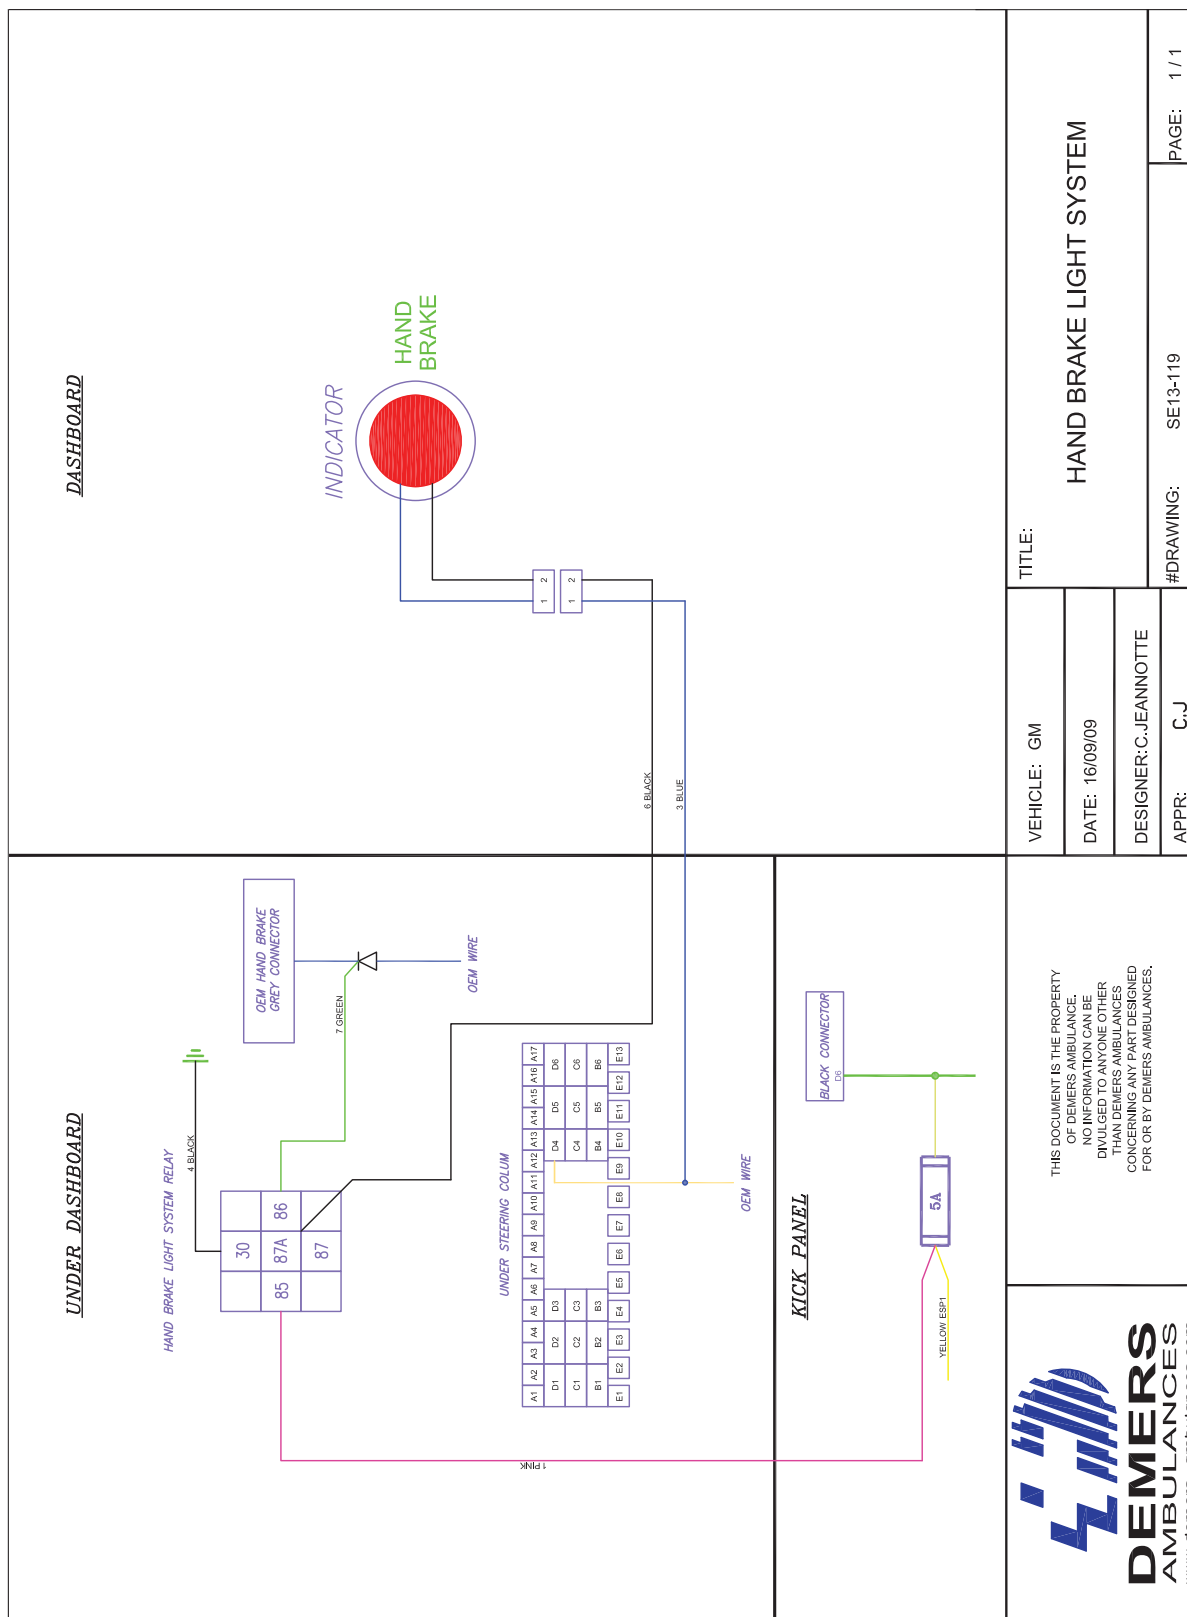 UNDER DASHBOARD
HAND BRAKE LIGHT SYSTEM RELAY
4 BLACK
30
85
87A
86
87
7 GREEN
OEM HAND BRAKE
GREY CONNECTOR
OEM WIRE
UNDER STEERING COLUM
A1 A2 A3 A4 A5 A6 A7 A8 A9 A10 A11 A12 A13 A14 A15 A16 A17
D1 D2 D3 D4 D5 D6
C1 C2 C3 C4 C5 C6
B1 B2 B3 B4 B5 B6
E1 E2 E3 E4 E5 E6 E7 E8 E9 E10 E11 E12 E13
OEM WIRE
1 PINK
DASHBOARD
INDICATOR
HAND
BRAKE
1 2
1 2
6 BLACK
3 BLUE
KICK PANEL
BLACK CONNECTOR
D6
5A
YELLOW ESP1
DEMERS
AMBULANCES
THIS DOCUMENT IS THE PROPERTY
OF DEMERS AMBULANCE.
NO INFORMATION CAN BE
DIVULGED TO ANYONE OTHER
THAN DEMERS AMBULANCES
CONCERNING ANY PART DESIGNED
FOR OR BY DEMERS AMBULANCES.
VEHICLE: GM
DATE: 16/09/09
DESIGNER: C.JEANNOTTE
APPR: C.J
TITLE:
HAND BRAKE LIGHT SYSTEM
#DRAWING: SE13-119
PAGE: 1 / 1